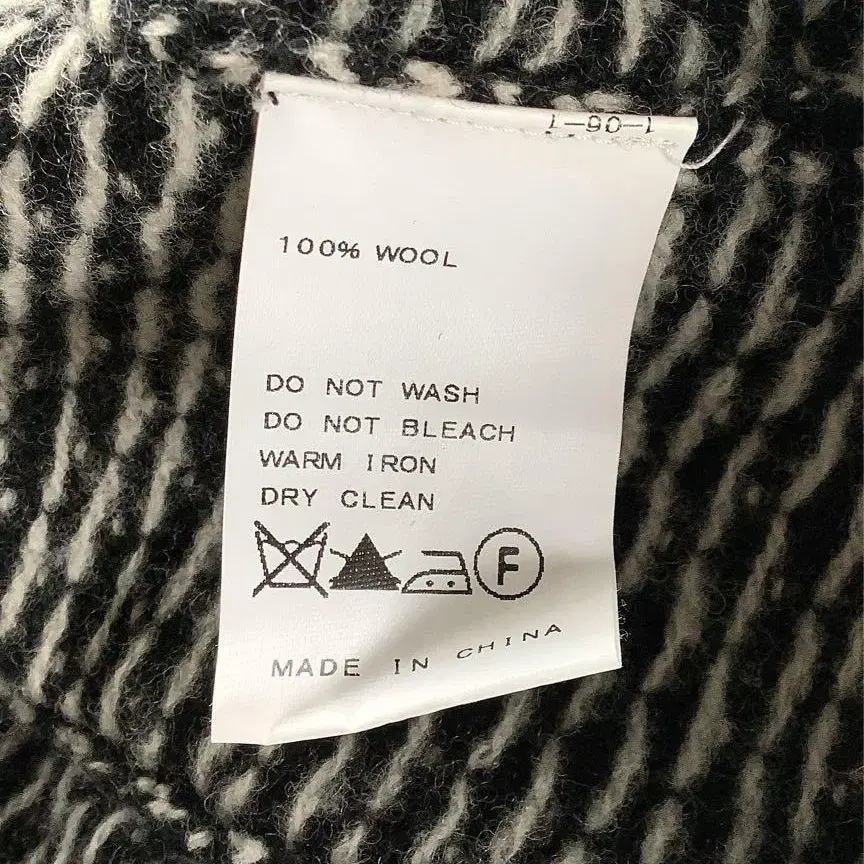 100% WOOL
DO NOT WASH
DO NOT BLEACH
WARM IRON
DRY CLEAN
F
MADE IN CHINA